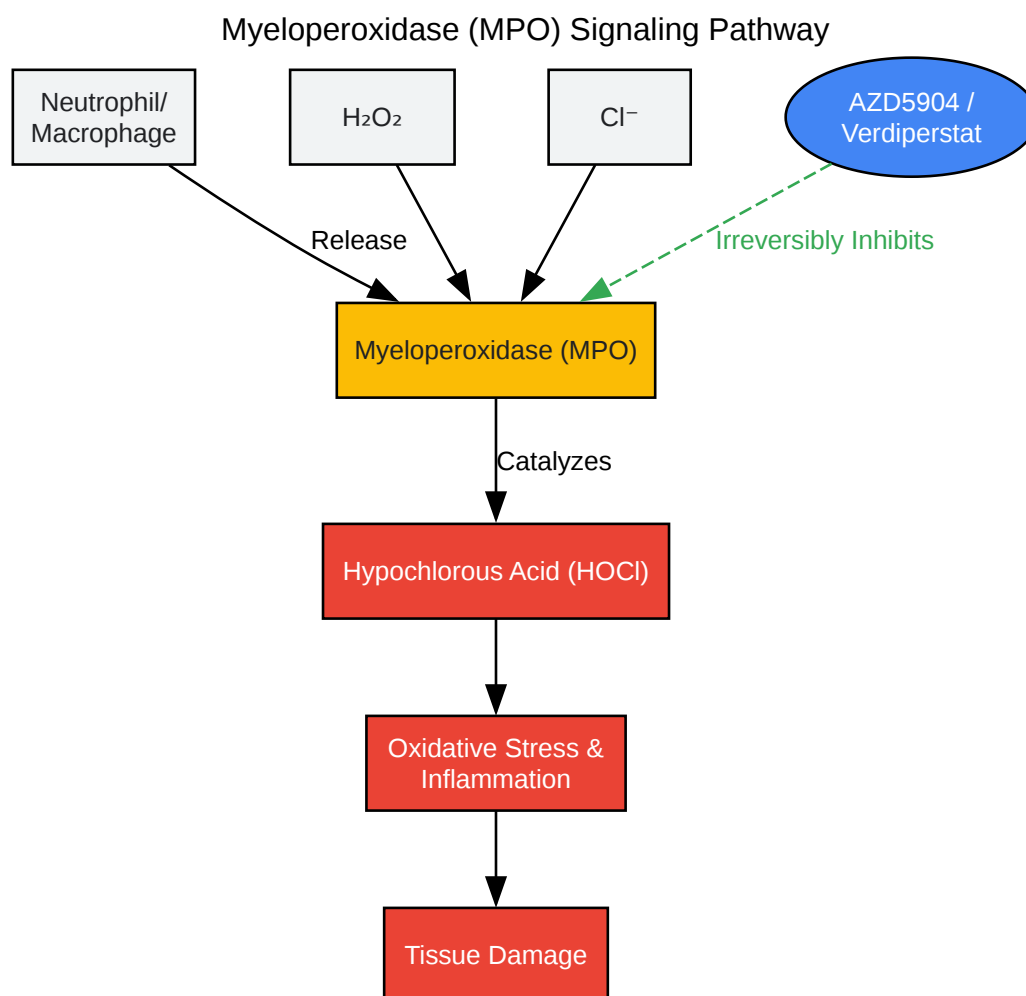 Myeloperoxidase (MPO) Signaling Pathway
Neutrophil/
Macrophage
H₂O₂
Cl⁻
AZD5904 /
Verdiperstat
Release
Irreversibly Inhibits
Myeloperoxidase (MPO)
Catalyzes
Hypochlorous Acid (HOCl)
Oxidative Stress &
Inflammation
Tissue Damage